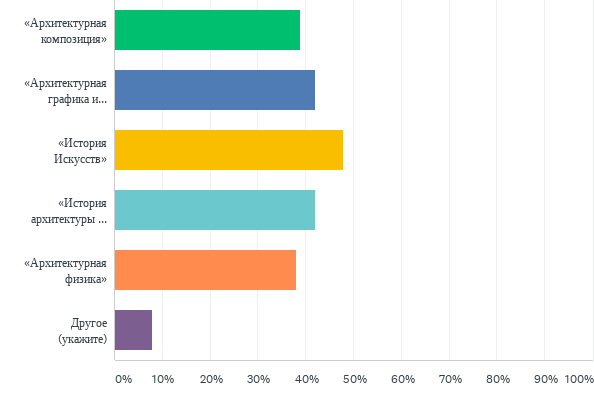 «Архитектурная
композиция»
«Архитектурная
графика и...
«История
Искусств»
«История
архитектуры ...
«Архитектурная
физика»
Другое
(укажите)
0% 10% 20% 30% 40% 50% 60% 70% 80% 90% 100%